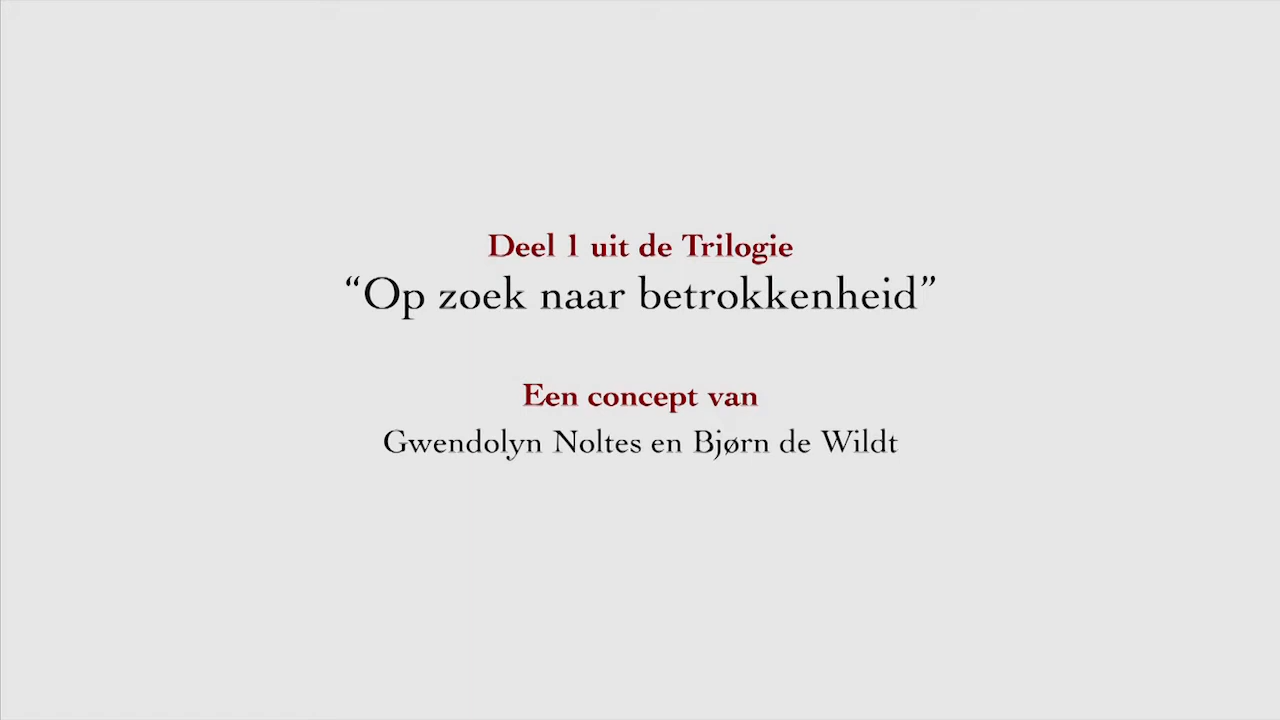 Deel 1 uit de Trilogie
“Op zoek naar betrokkenheid”
Een concept van
Gwendolyn Noltes en Bjørn de Wildt